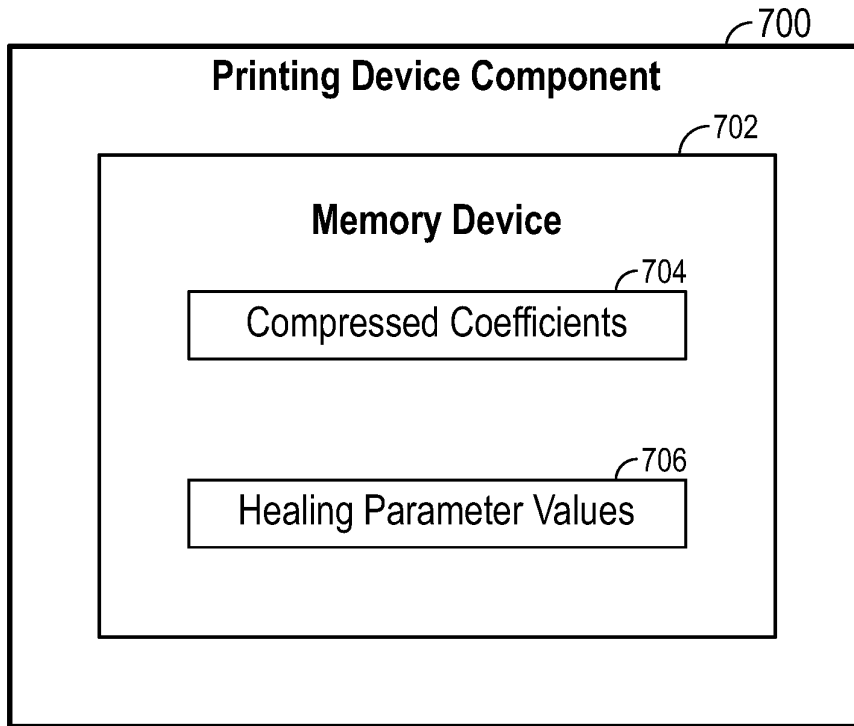 700
Printing Device Component
702
Memory Device
704
Compressed Coefficients
706
Healing Parameter Values